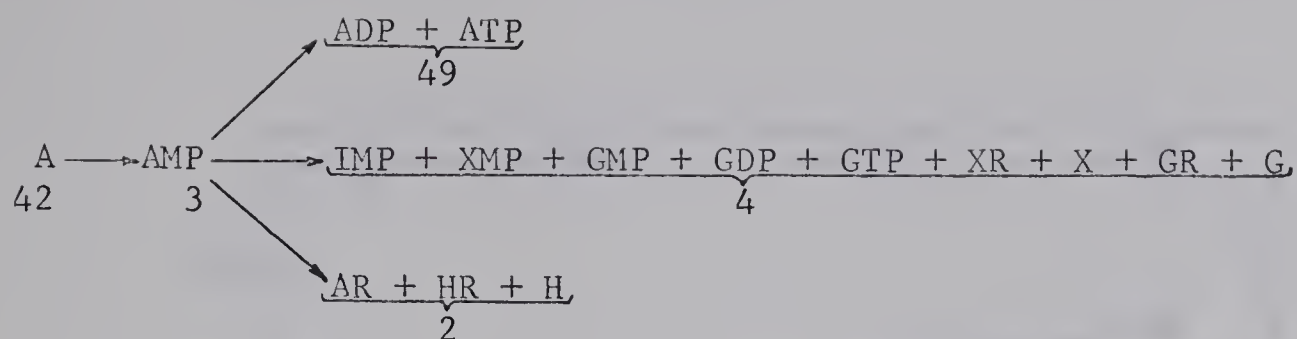 ADP + ATP
49
A → AMP → IMP + XMP + GMP + GDP + GTP + XR + X + GR + G
42 3 4
AR + HR + H
2